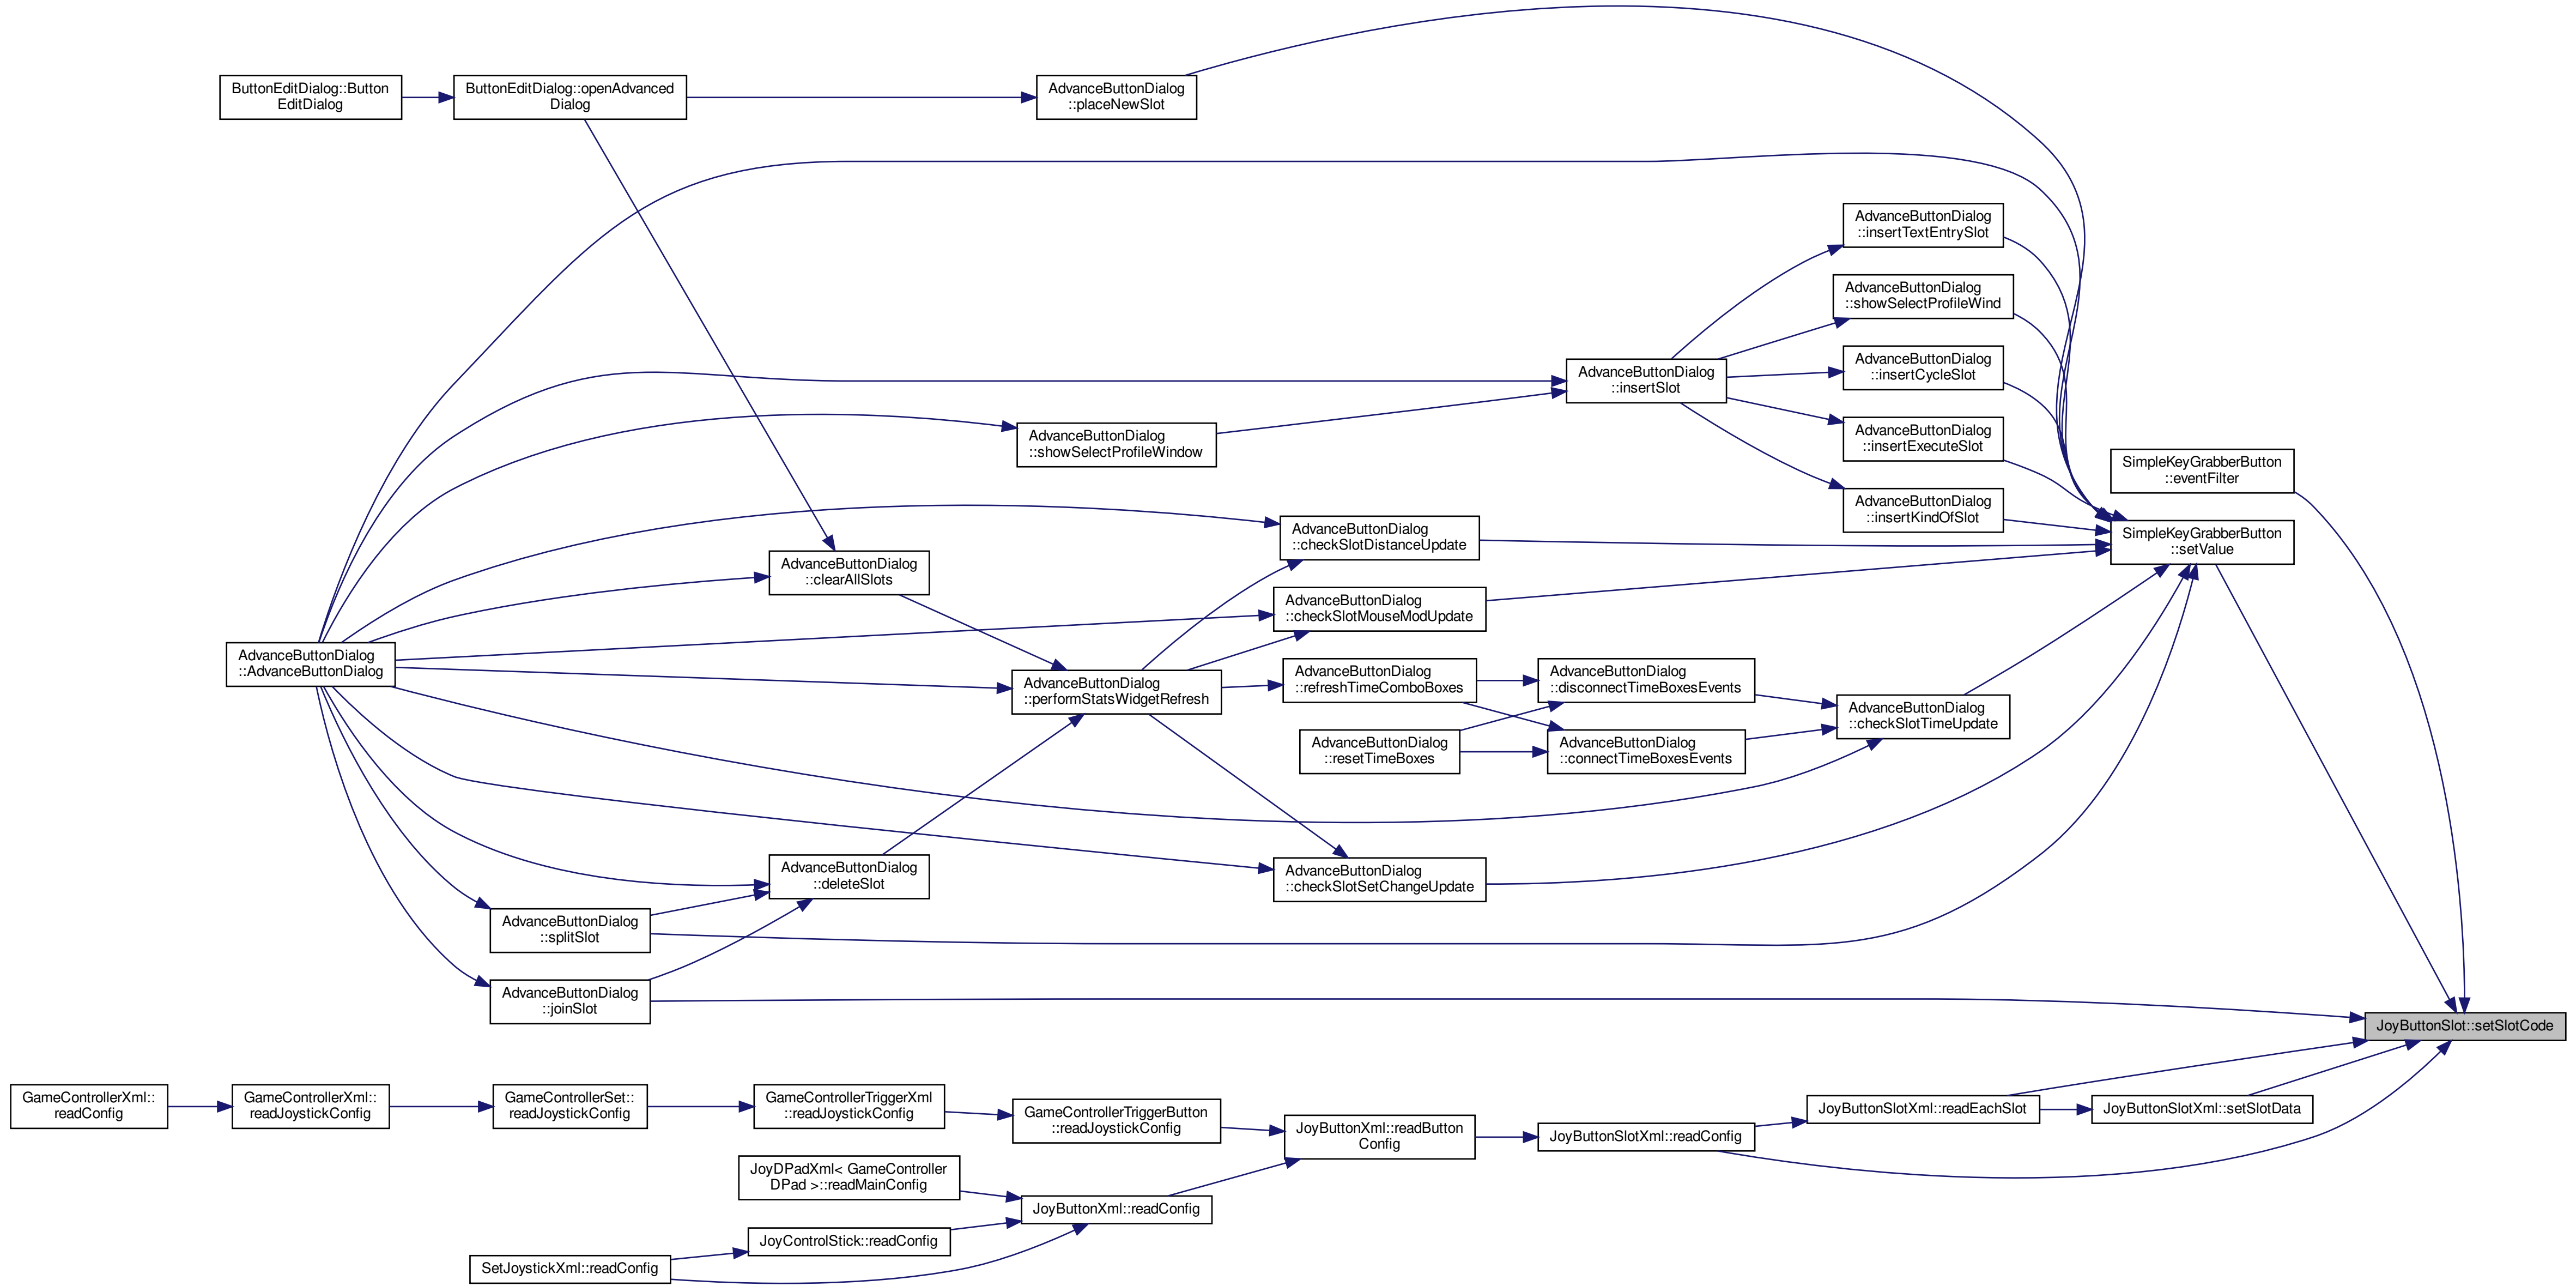 ButtonEditDialog::Button
EditDialog
ButtonEditDialog::openAdvanced
Dialog
AdvanceButtonDialog
::placeNewSlot
AdvanceButtonDialog
::insertTextEntrySlot
AdvanceButtonDialog
::showSelectProfileWind
AdvanceButtonDialog
::insertSlot
AdvanceButtonDialog
::insertCycleSlot
AdvanceButtonDialog
::showSelectProfileWindow
AdvanceButtonDialog
::insertExecuteSlot
SimpleKeyGrabberButton
::eventFilter
AdvanceButtonDialog
::insertKindOfSlot
AdvanceButtonDialog
::checkSlotDistanceUpdate
SimpleKeyGrabberButton
::setValue
AdvanceButtonDialog
::clearAllSlots
AdvanceButtonDialog
::checkSlotMouseModUpdate
AdvanceButtonDialog
::AdvanceButtonDialog
AdvanceButtonDialog
::performStatsWidgetRefresh
AdvanceButtonDialog
::refreshTimeComboBoxes
AdvanceButtonDialog
::disconnectTimeBoxesEvents
AdvanceButtonDialog
::checkSlotTimeUpdate
AdvanceButtonDialog
::resetTimeBoxes
AdvanceButtonDialog
::connectTimeBoxesEvents
AdvanceButtonDialog
::deleteSlot
AdvanceButtonDialog
::checkSlotSetChangeUpdate
AdvanceButtonDialog
::splitSlot
AdvanceButtonDialog
::joinSlot
JoyButtonSlot::setSlotCode
GameControllerXml::
readConfig
GameControllerXml::
readJoystickConfig
GameControllerSet::
readJoystickConfig
GameControllerTriggerXml
::readJoystickConfig
GameControllerTriggerButton
::readJoystickConfig
JoyButtonXml::readButton
Config
JoyButtonSlotXml::readConfig
JoyButtonSlotXml::readEachSlot
JoyButtonSlotXml::setSlotData
JoyDPadXml< GameController
DPad >::readMainConfig
JoyButtonXml::readConfig
JoyControlStick::readConfig
SetJoystickXml::readConfig